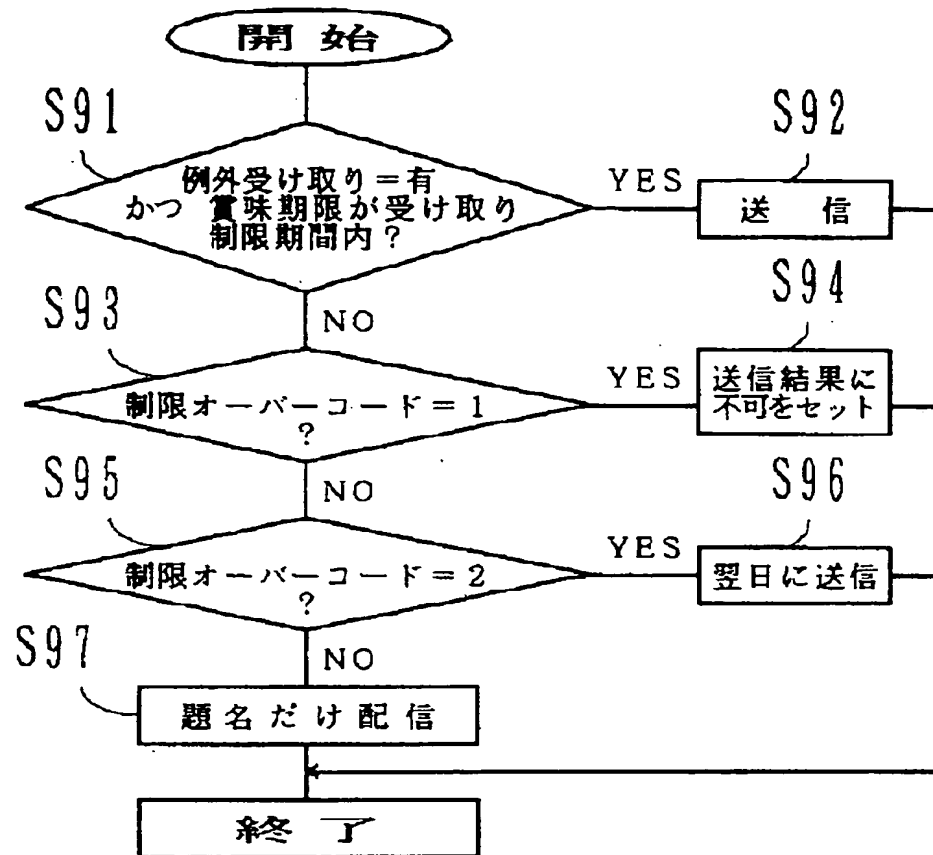 開始
S91
例外受け取り＝有
かつ 賞味期限が受け取り
制限期間内？
YES
S92
送 信
NO
S93
制限オーバーコード＝1
？
YES
S94
送信結果に
不可をセット
NO
S95
制限オーバーコード＝2
？
YES
S96
翌日に送信
NO
S97
題名だけ配信
終了